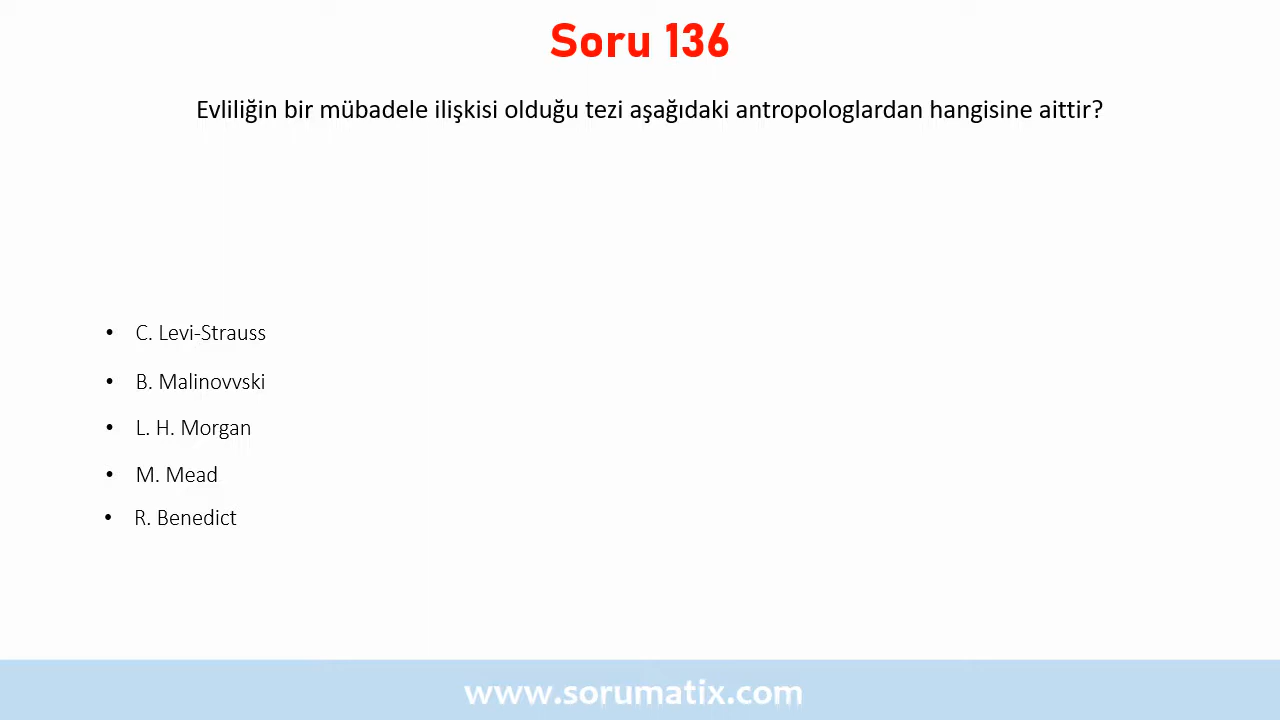 Soru 136
Evliliğin bir mübadele ilişkisi olduğu tezi aşağıdaki antropologlardan hangisine aittir?
• C. Levi-Strauss
• B. Malinovvski
• L. H. Morgan
• M. Mead
• R. Benedict
www.sorumatix.com